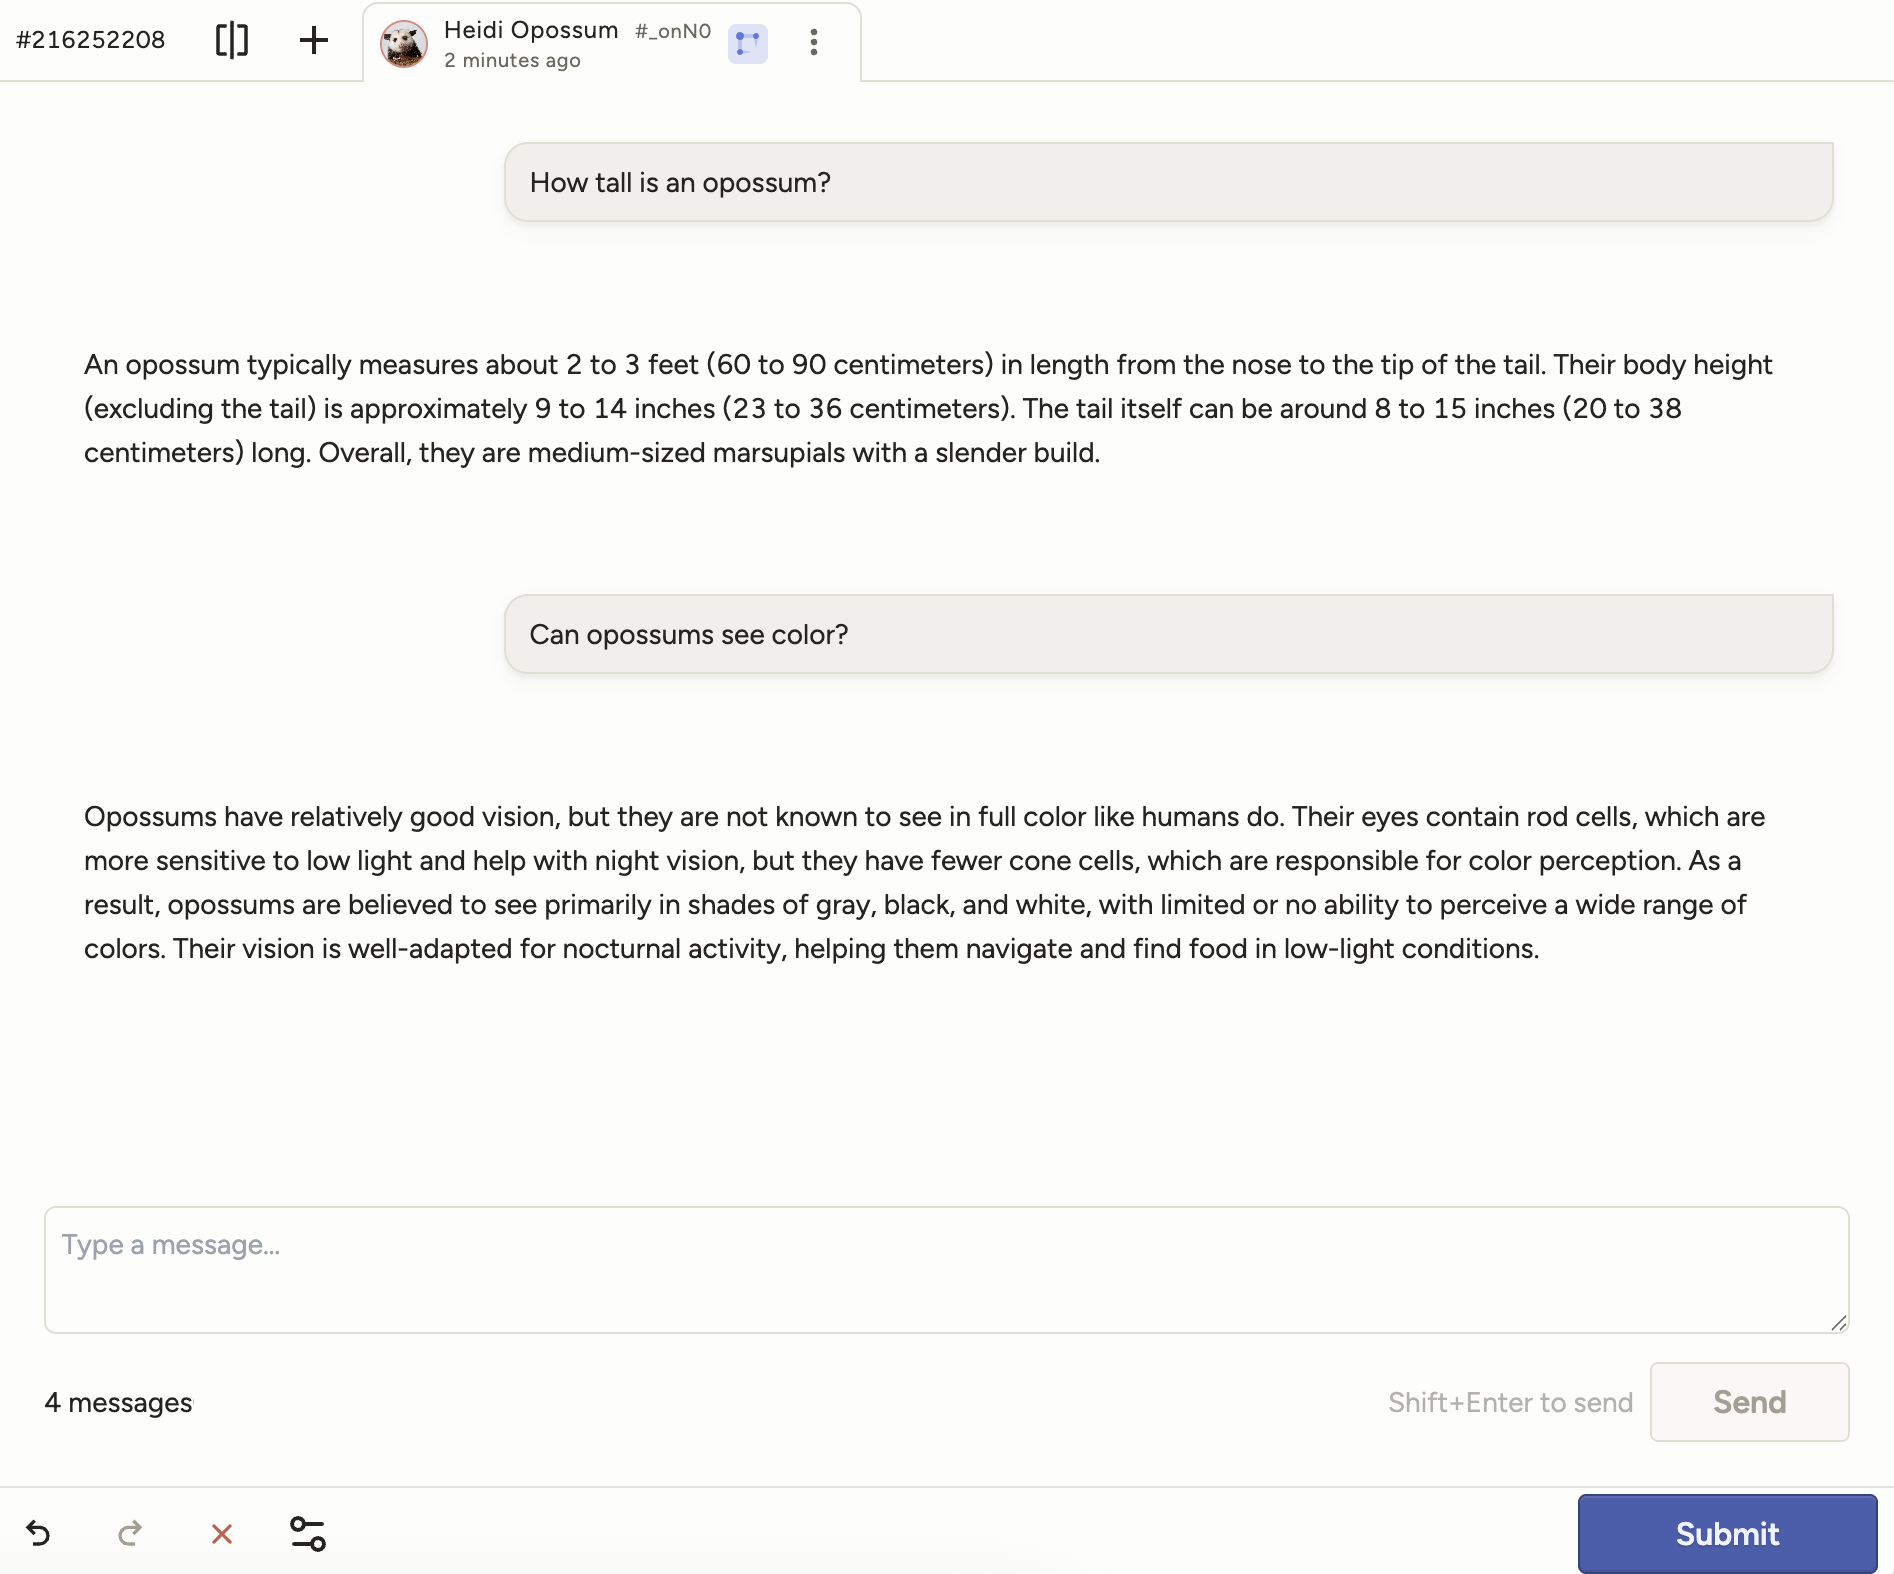 #216252208
Heidi Opossum #_onN0
2 minutes ago
How tall is an opossum?
An opossum typically measures about 2 to 3 feet (60 to 90 centimeters) in length from the nose to the tip of the tail. Their body height
(excluding the tail) is approximately 9 to 14 inches (23 to 36 centimeters). The tail itself can be around 8 to 15 inches (20 to 38
centimeters) long. Overall, they are medium-sized marsupials with a slender build.
Can opossums see color?
Opossums have relatively good vision, but they are not known to see in full color like humans do. Their eyes contain rod cells, which are
more sensitive to low light and help with night vision, but they have fewer cone cells, which are responsible for color perception. As a
result, opossums are believed to see primarily in shades of gray, black, and white, with limited or no ability to perceive a wide range of
colors. Their vision is well-adapted for nocturnal activity, helping them navigate and find food in low-light conditions.
Type a message...
4 messages
Shift+Enter to send
Send
Submit